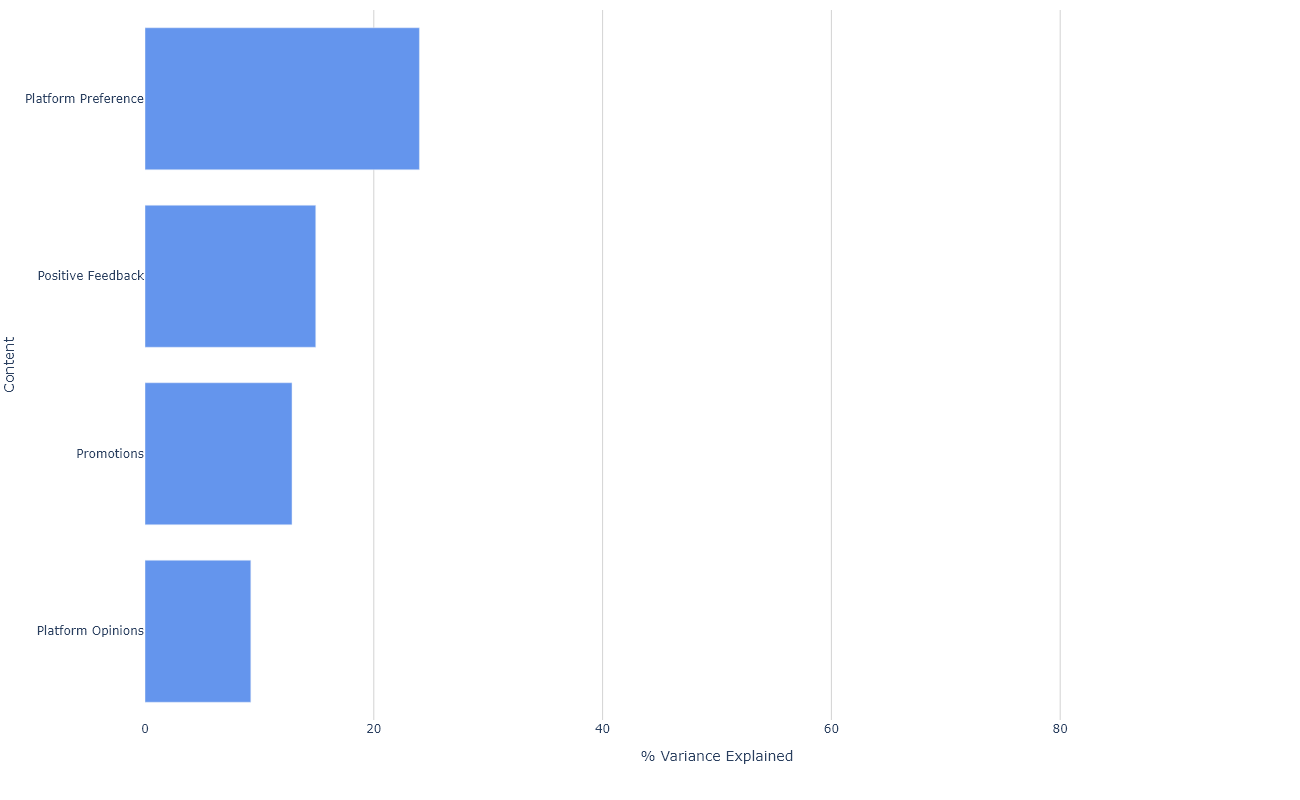 Platform Preference
Positive Feedback
Promotions
Platform Opinions
Content
0 20 40 60 80
% Variance Explained